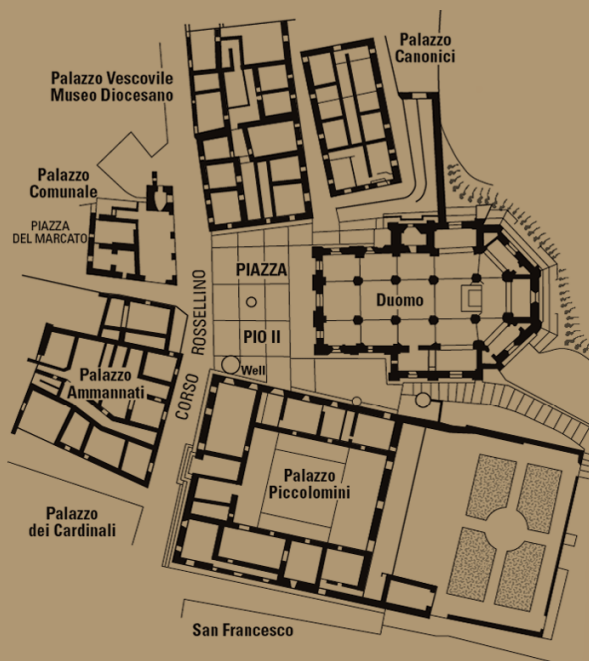 Palazzo
Canonici
Palazzo Vescovile
Museo Diocesano
Palazzo
Comunale
PIAZZA
DEL MARCATO
PIAZZA
PIO II
Duomo
CORSO ROSSELLINO
Well
Palazzo
Ammannati
Palazzo
Piccolomini
Palazzo
dei Cardinali
San Francesco